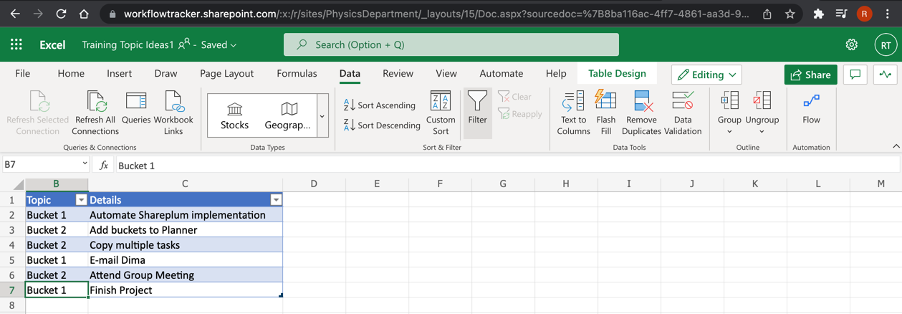 workflowtracker.sharepoint.com/:x:/r/sites/PhysicsDepartment/_layouts/15/Doc.aspx?sourcedoc=%7B8ba116ac-4ff7-4861-aa3d-9...
R
Excel Training Topic Ideas1 - Saved
Search (Option + Q)
RT
File Home Insert Draw Page Layout Formulas Data Review View Automate Help Table Design Editing Share
Refresh Selected Connection
Refresh All Connections
Queries
Workbook Links
Queries & Connections
Stocks
Geograp...
Data Types
Sort Ascending
Sort Descending
Custom Sort
Filter
Clear
Reapply
Sort & Filter
Text to Columns
Flash Fill
Remove Duplicates
Data Validation
Data Tools
Group
Ungroup
Outline
Flow
Automation
B7 fx Bucket 1
B C D E F G H I J K L M
1 Topic Details
2 Bucket 1 Automate Shareplum implementation
3 Bucket 2 Add buckets to Planner
4 Bucket 2 Copy multiple tasks
5 Bucket 1 E-mail Dima
6 Bucket 2 Attend Group Meeting
7 Bucket 1 Finish Project
8